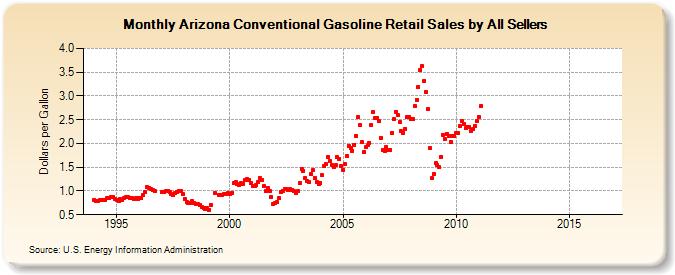 Monthly Arizona Conventional Gasoline Retail Sales by All Sellers
Dollars per Gallon
4.0
3.5
3.0
2.5
2.0
1.5
1.0
0.5
1995 2000 2005 2010 2015
Source: U.S. Energy Information Administration